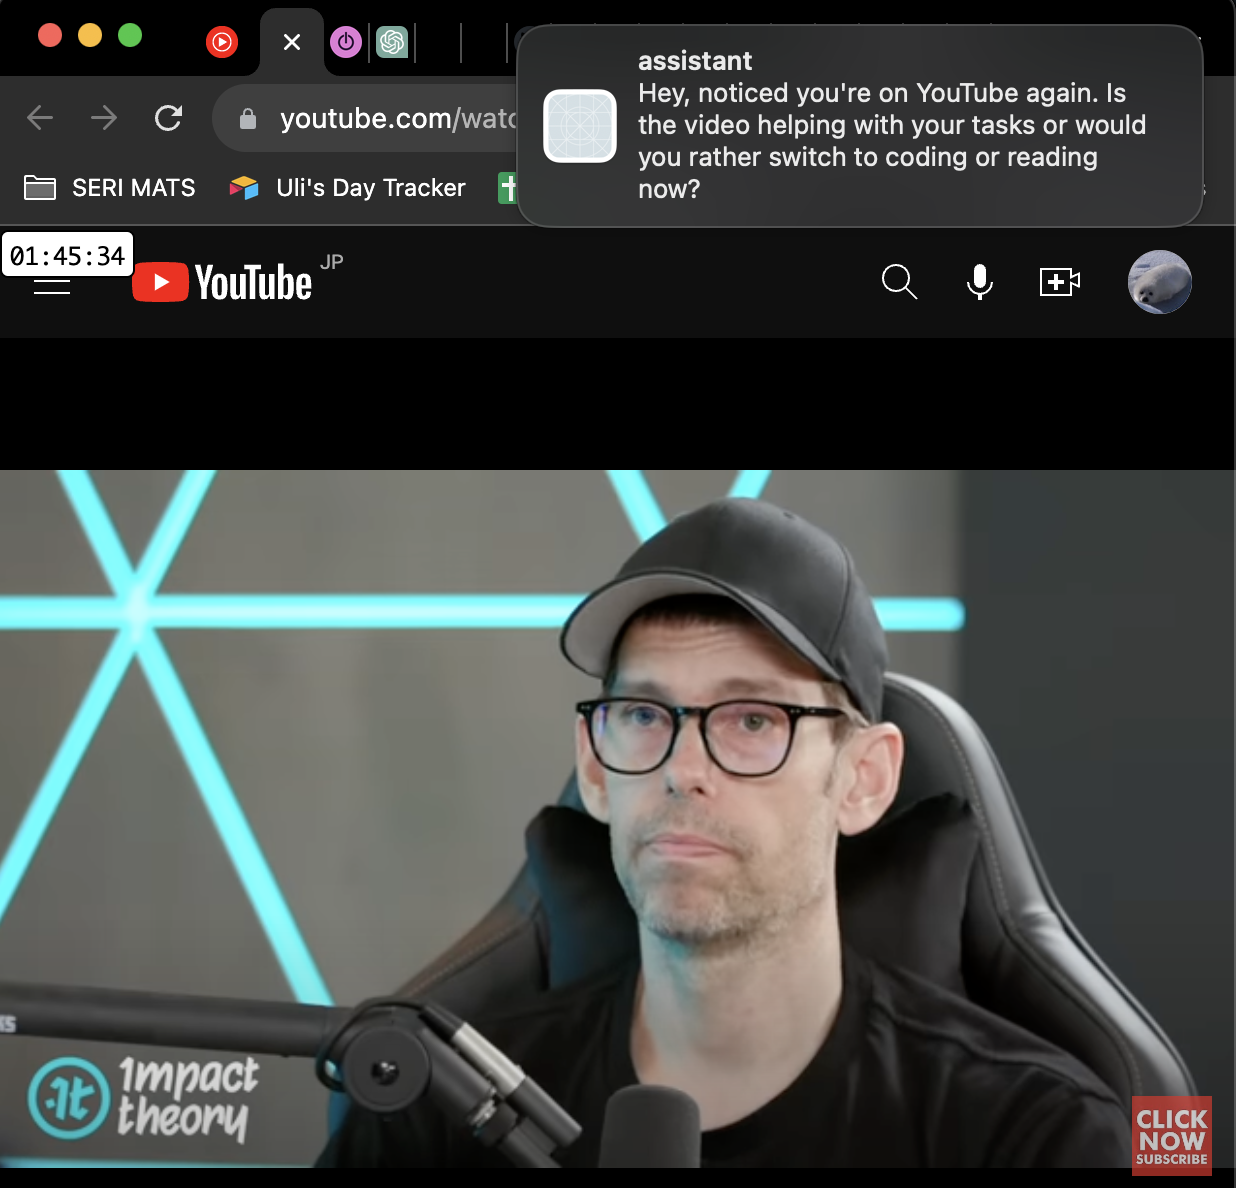 assistant
Hey, noticed you're on YouTube again. Is
the video helping with your tasks or would
you rather switch to coding or reading
now?
youtube.com/watc
SERI MATS
Uli's Day Tracker
01:45:34
YouTube JP
1mpact
theory
CLICK
NOW
SUBSCRIBE